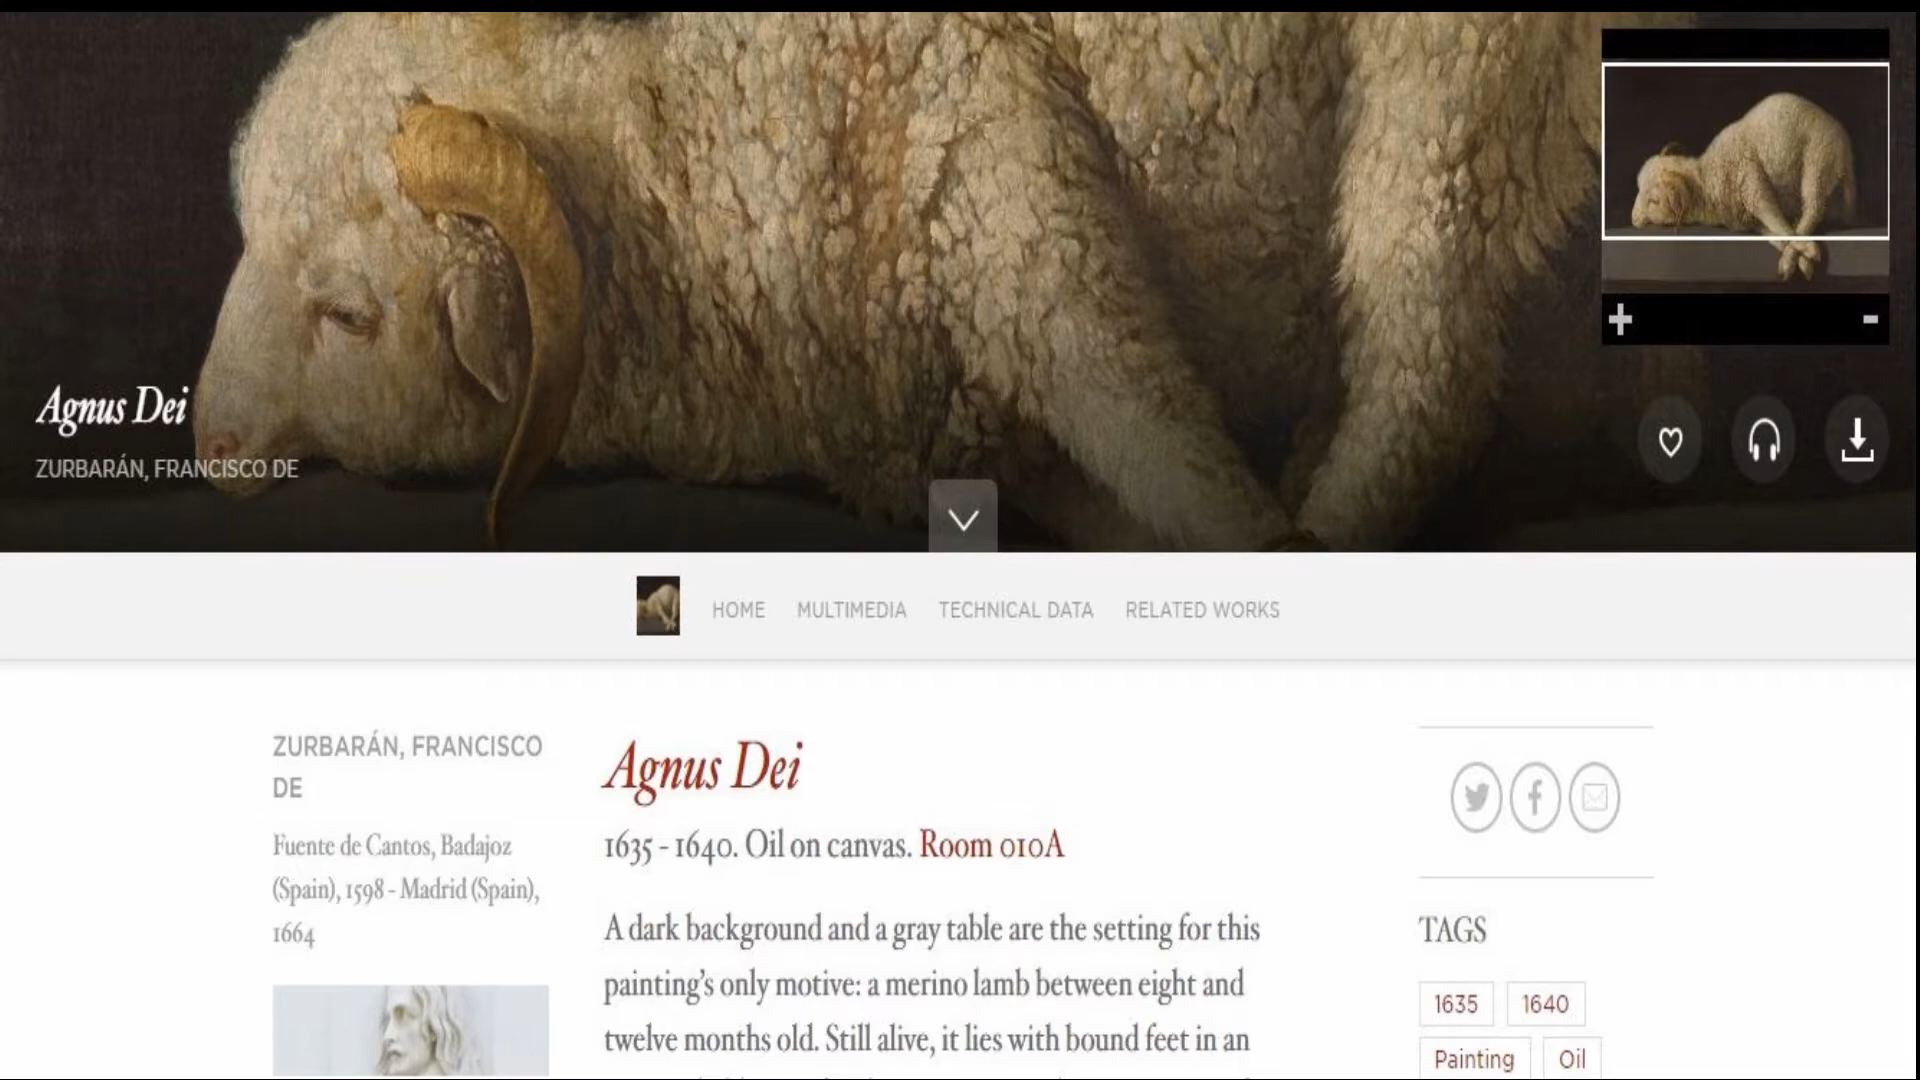 Agnus Dei
ZURBARÁN, FRANCISCO DE
HOME MULTIMEDIA TECHNICAL DATA RELATED WORKS
ZURBARÁN, FRANCISCO
DE
Fuente de Cantos, Badajoz
(Spain), 1598 - Madrid (Spain),
1664
Agnus Dei
1635 - 1640. Oil on canvas. Room 010A
A dark background and a gray table are the setting for this
painting's only motive: a merino lamb between eight and
twelve months old. Still alive, it lies with bound feet in an
TAGS
1635 1640
Painting Oil